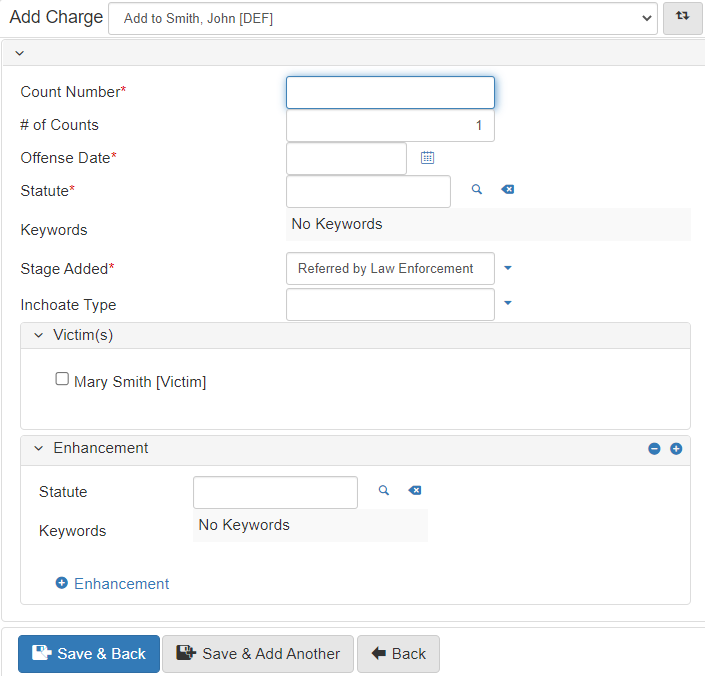 Add Charge Add to Smith, John [DEF]
Count Number*
# of Counts 1
Offense Date*
Statute*
Keywords No Keywords
Stage Added* Referred by Law Enforcement
Inchoate Type
Victim(s)
Mary Smith [Victim]
Enhancement
Statute
Keywords No Keywords
Enhancement
Save & Back Save & Add Another Back